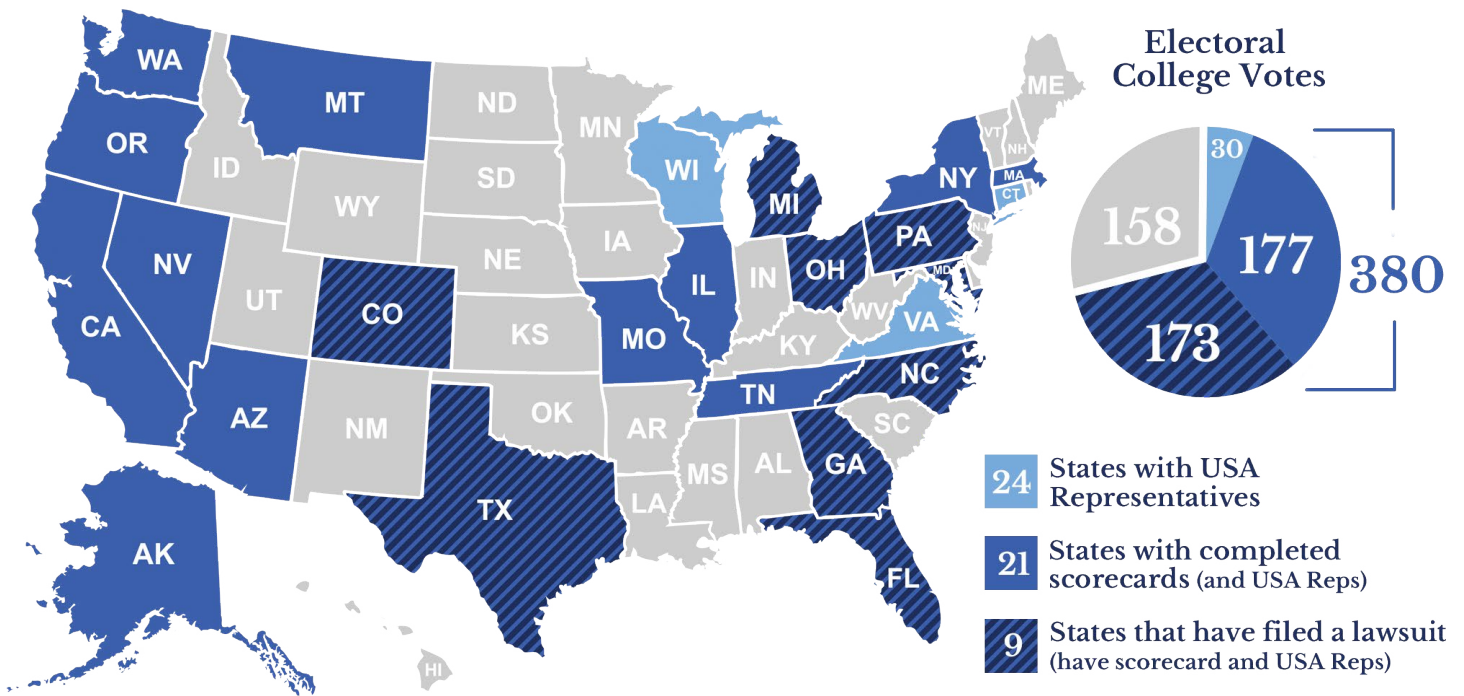 Electoral
College Votes
WA
MT
ND
MN
ME
OR
ID
SD
WI
VT
NH
WY
MI
NY
MA
CT
30
NV
NE
IA
PA
NJ
158
177
380
UT
CO
IL
IN
OH
MD
CA
KS
MO
WV
VA
173
KY
AZ
NM
OK
AR
TN
NC
SC
TX
LA
MS
AL
GA
AK
FL
HI
24 States with USA
Representatives
21 States with completed
scorecards (and USA Reps)
9 States that have filed a lawsuit
(have scorecard and USA Reps)